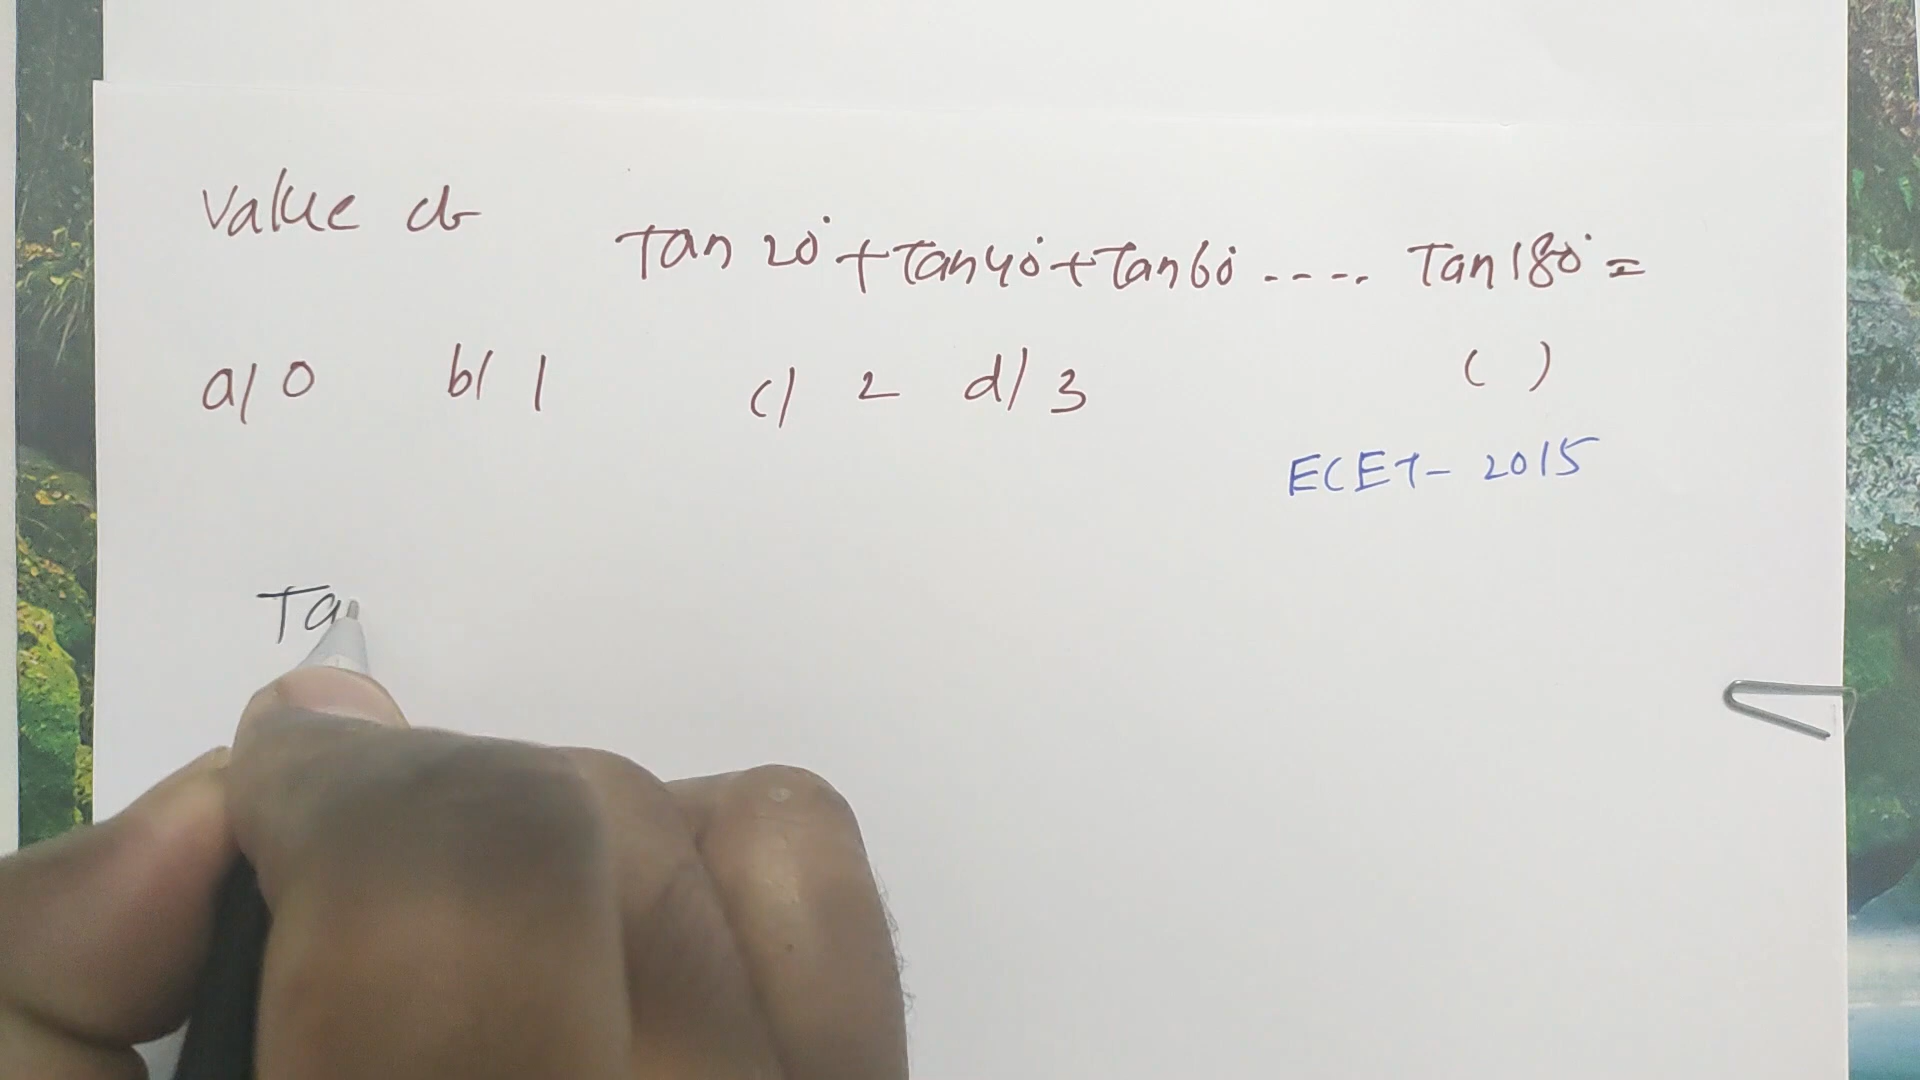 Value of Tan 20° + Tan 40° + Tan 60° .... Tan 180° =
a/ 0 b/ 1 c/ 2 d/ 3 ( )
ECET - 2015
Ta